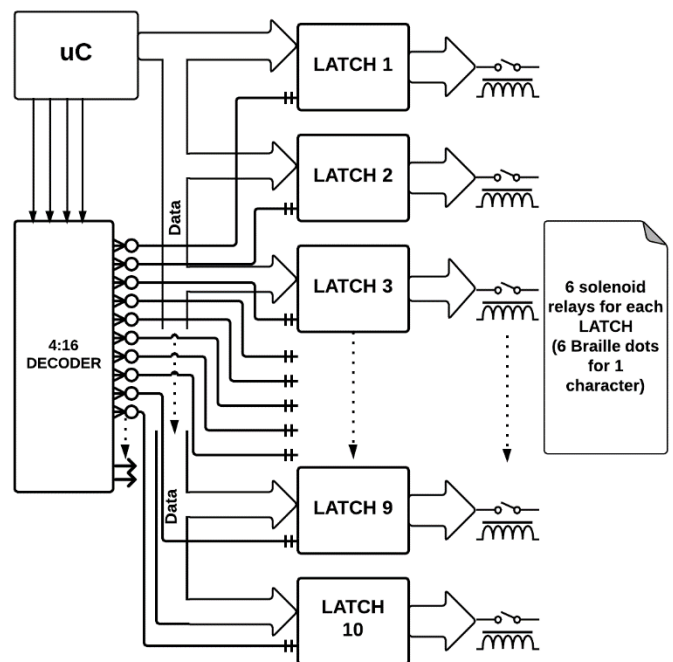 uC
LATCH 1
LATCH 2
Data
LATCH 3
6 solenoid
relays for each
LATCH
(6 Braille dots
for 1
character)
4:16
DECODER
Data
LATCH 9
LATCH
10